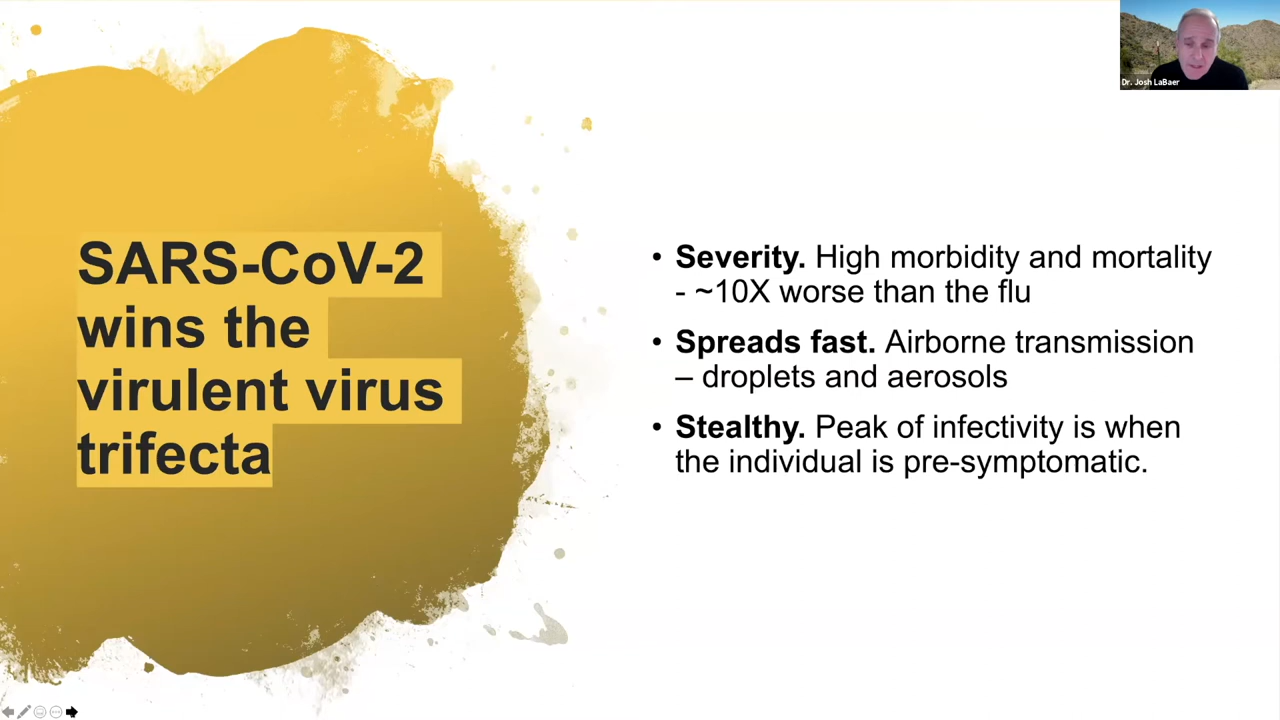 Dr. Josh LaBaer
SARS-CoV-2
wins the
virulent virus
trifecta
• Severity. High morbidity and mortality
- ~10X worse than the flu
• Spreads fast. Airborne transmission
– droplets and aerosols
• Stealthy. Peak of infectivity is when
the individual is pre-symptomatic.